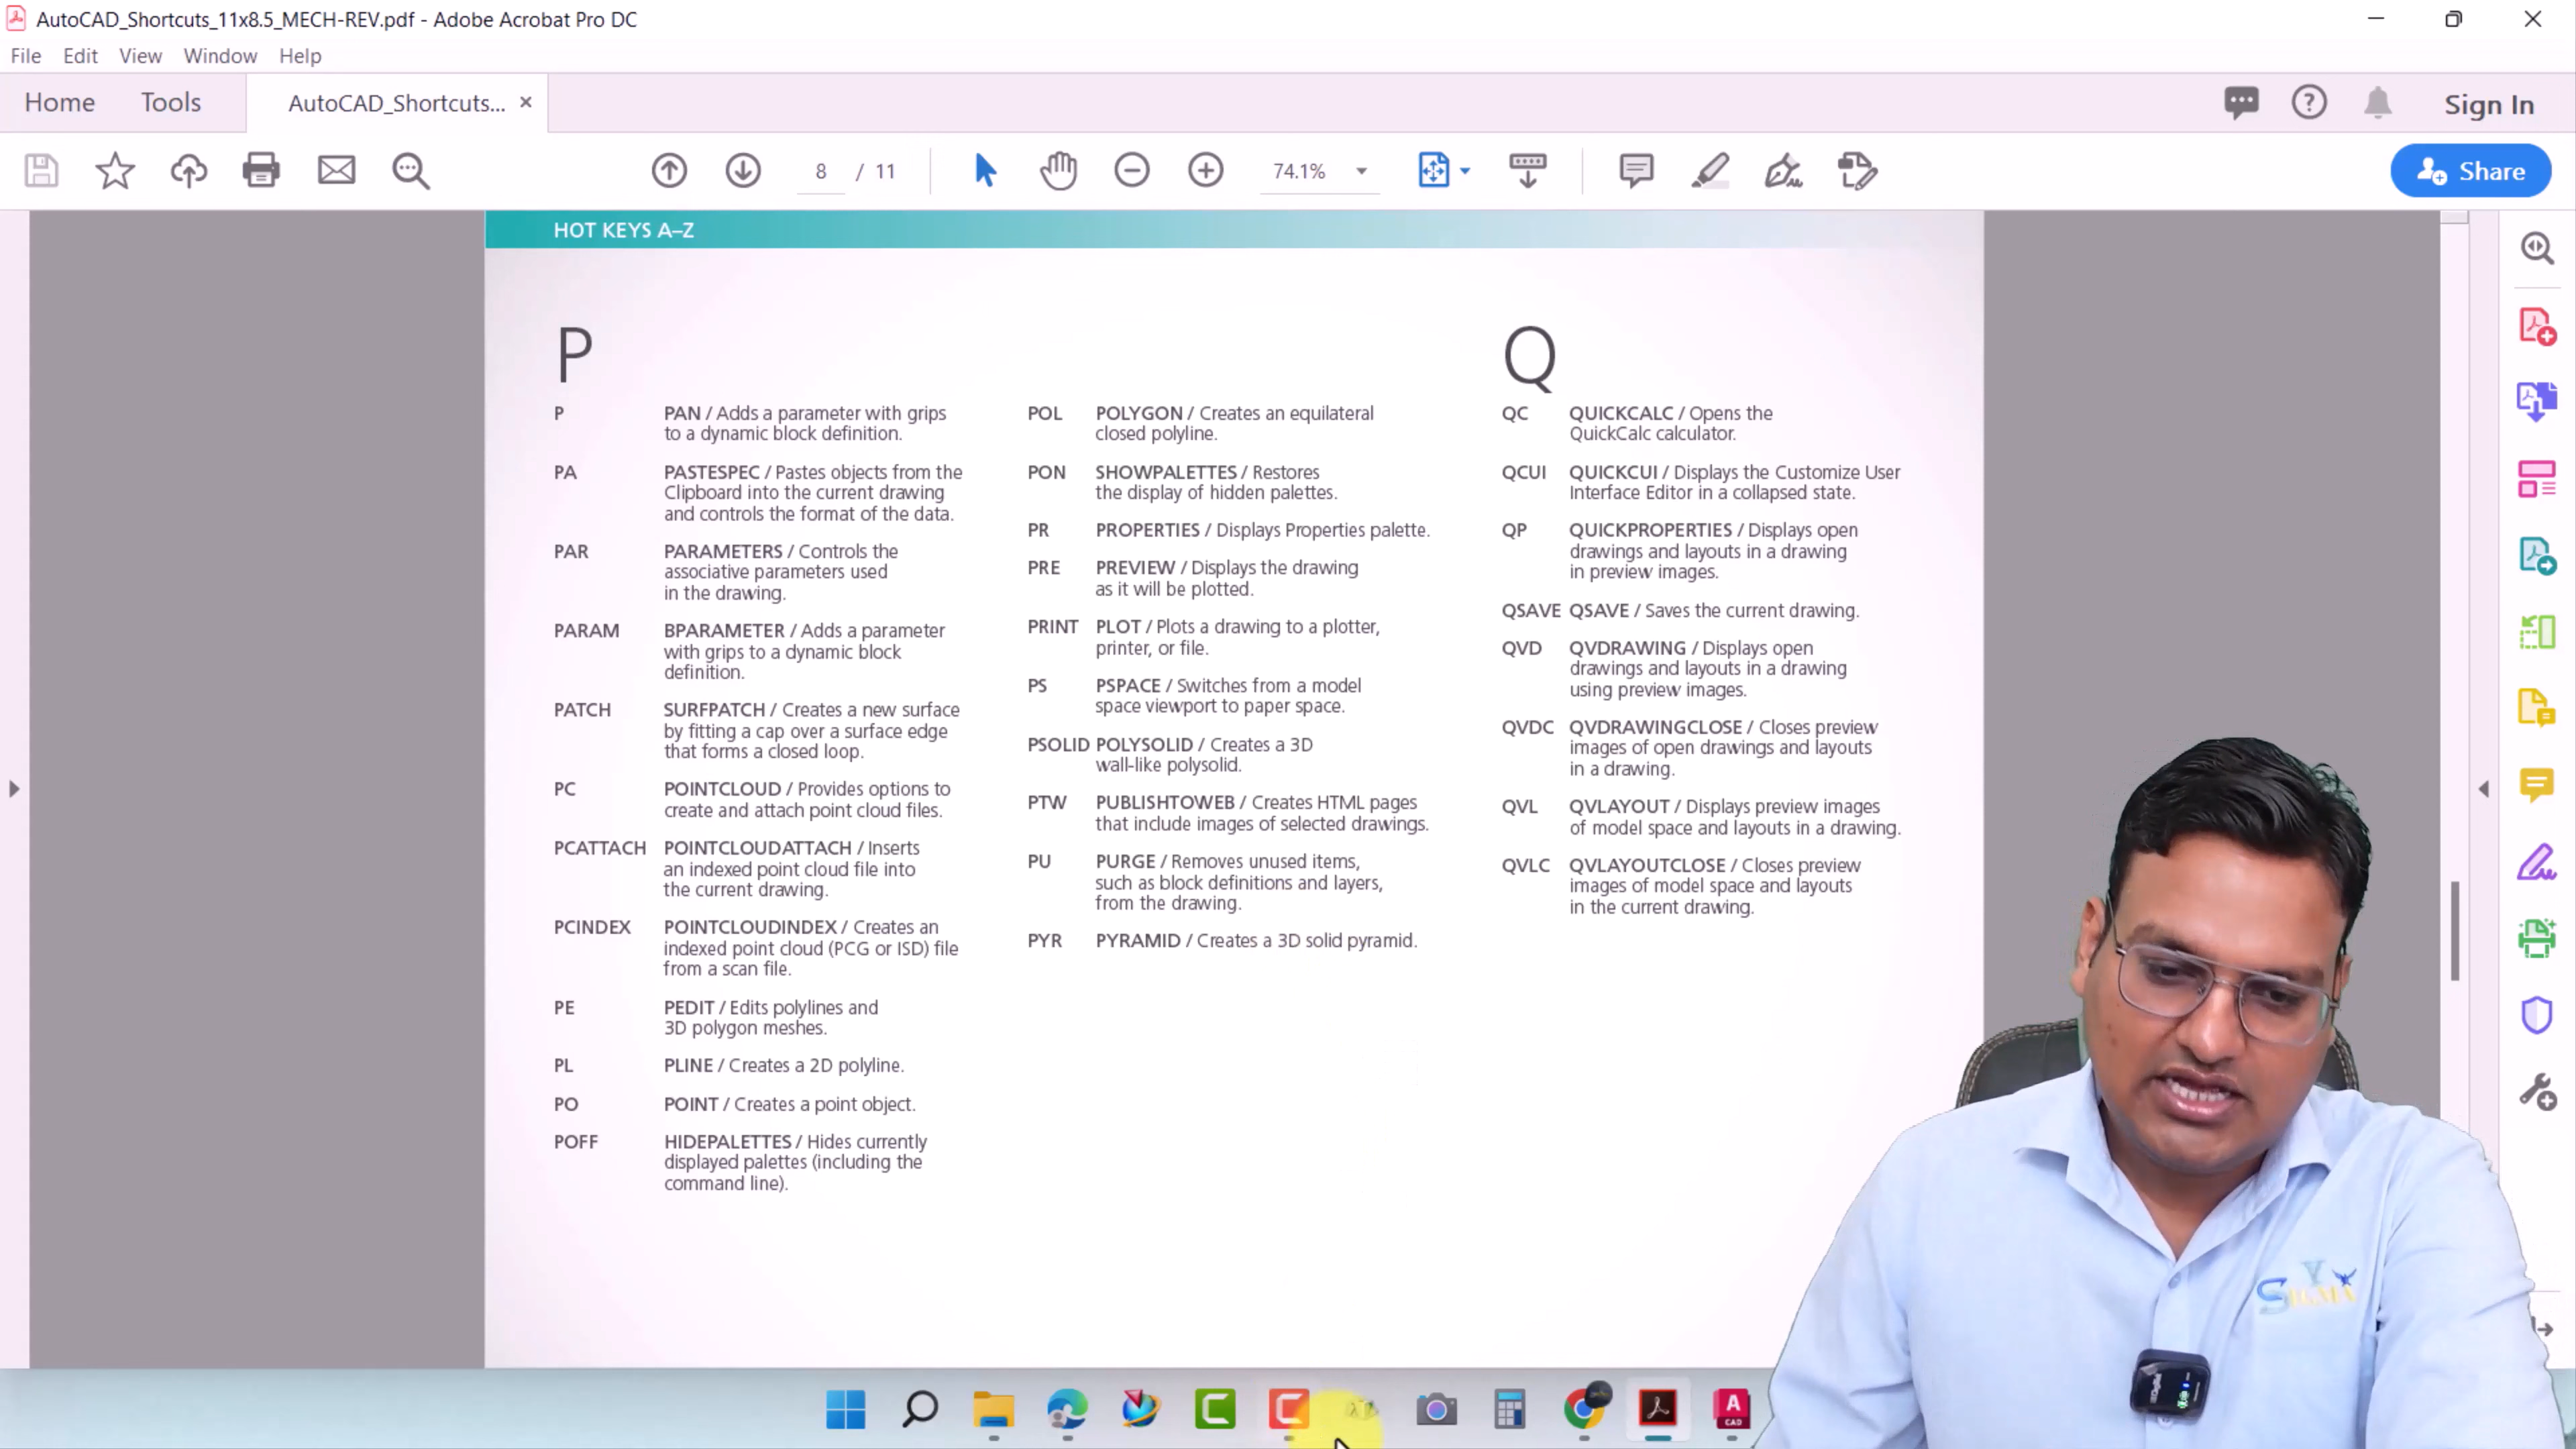 AutoCAD_Shortcuts_11x8.5_MECH-REV.pdf - Adobe Acrobat Pro DC
File Edit View Window Help
Home Tools AutoCAD_Shortcuts... × Sign In
8 / 11 74.1% Share
HOT KEYS A–Z
P
P PAN / Adds a parameter with grips
to a dynamic block definition.
PA PASTESPEC / Pastes objects from the
Clipboard into the current drawing
and controls the format of the data.
PAR PARAMETERS / Controls the
associative parameters used
in the drawing.
PARAM BPARAMETER / Adds a parameter
with grips to a dynamic block
definition.
PATCH SURFPATCH / Creates a new surface
by fitting a cap over a surface edge
that forms a closed loop.
PC POINTCLOUD / Provides options to
create and attach point cloud files.
PCATTACH POINTCLOUDATTACH / Inserts
an indexed point cloud file into
the current drawing.
PCINDEX POINTCLOUDINDEX / Creates an
indexed point cloud (PCG or ISD) file
from a scan file.
PE PEDIT / Edits polylines and
3D polygon meshes.
PL PLINE / Creates a 2D polyline.
PO POINT / Creates a point object.
POFF HIDEPALETTES / Hides currently
displayed palettes (including the
command line).
POL POLYGON / Creates an equilateral
closed polyline.
PON SHOWPALETTES / Restores
the display of hidden palettes.
PR PROPERTIES / Displays Properties palette.
PRE PREVIEW / Displays the drawing
as it will be plotted.
PRINT PLOT / Plots a drawing to a plotter,
printer, or file.
PS PSPACE / Switches from a model
space viewport to paper space.
PSOLID POLYSOLID / Creates a 3D
wall-like polysolid.
PTW PUBLISHTOWEB / Creates HTML pages
that include images of selected drawings.
PU PURGE / Removes unused items,
such as block definitions and layers,
from the drawing.
PYR PYRAMID / Creates a 3D solid pyramid.
Q
QC QUICKCALC / Opens the
QuickCalc calculator.
QCUI QUICKCUI / Displays the Customize User
Interface Editor in a collapsed state.
QP QUICKPROPERTIES / Displays open
drawings and layouts in a drawing
in preview images.
QSAVE QSAVE / Saves the current drawing.
QVD QVDRAWING / Displays open
drawings and layouts in a drawing
using preview images.
QVDC QVDRAWINGCLOSE / Closes preview
images of open drawings and layouts
in a drawing.
QVL QVLAYOUT / Displays preview images
of model space and layouts in a drawing.
QVLC QVLAYOUTCLOSE / Closes preview
images of model space and layouts
in the current drawing.
A CAD